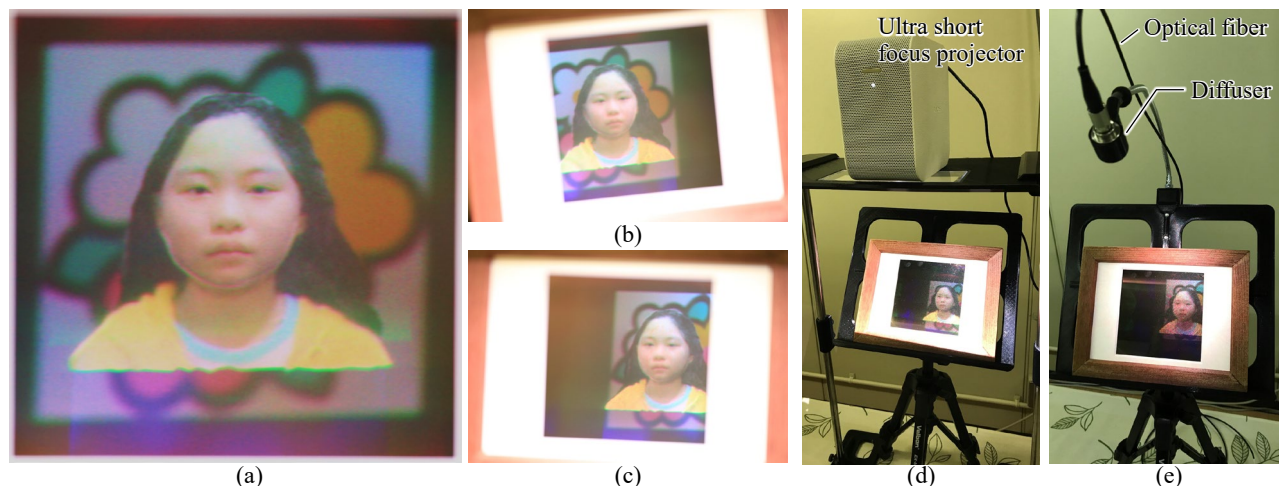 Ultra short
focus projector
Optical fiber
Diffuser
(b)
(a)
(c)
(d)
(e)